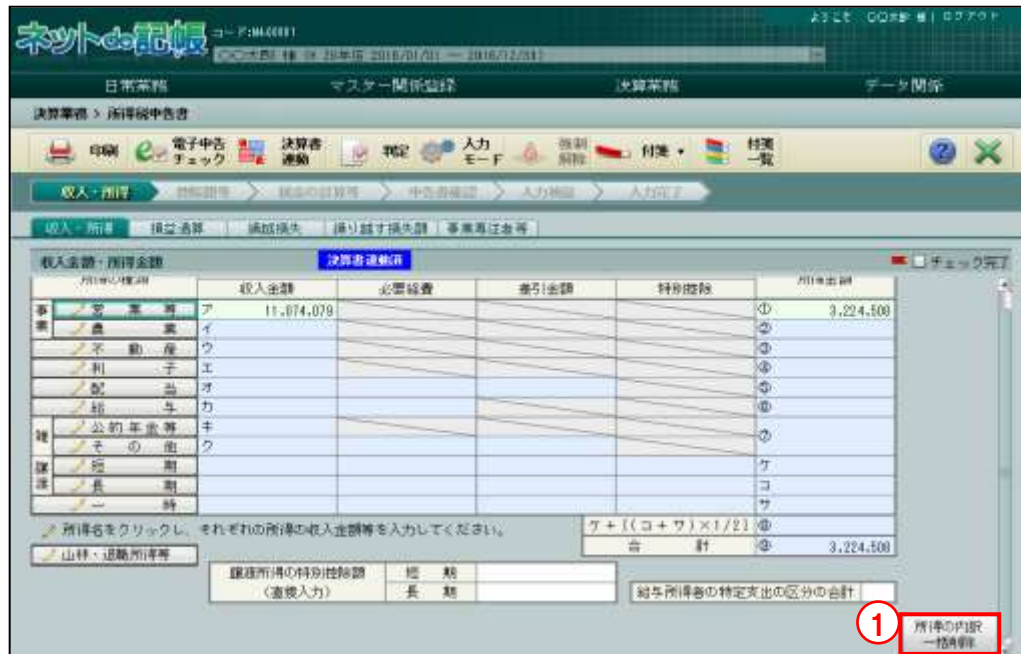 ネットde記帳
ようこそ 〇〇太郎 様 | ログアウト
日常業務 マスター関係登録 決算業務 データ関係
決算業務 > 所得税申告書
印刷 電子申告チェック 決算書連動 判定 入力モード 強制解除 付箋 付箋一覧
収入・所得 税金の計算等 申告書確認 入力検証 入力完了
収入・所得 損益通算 繰越損失 繰り越す損失額 事業専従者等
収入金額・所得金額 決算書連動済 チェック完了
所得の種類 収入金額 必要経費 差引金額 特別控除 所得金額
事業 営業等 ア 11,074,079 ① 3,224,508
農業 イ ②
不動産 ウ ③
利子 エ ④
配当 オ ⑤
給与 カ ⑥
雑 公的年金等 キ ⑦
その他 ク
譲渡 短期 ケ
長期 コ
一時 サ
所得名をクリックし、それぞれの所得の収入金額等を入力してください。 ケ+[(コ+サ)×1/2] ⑧
山林・退職所得等 合計 ⑨ 3,224,508
譲渡所得の特別控除額 短期
(直接入力) 長期 給与所得者の特定支出の区分の合計
1 所得の内訳
一括削除